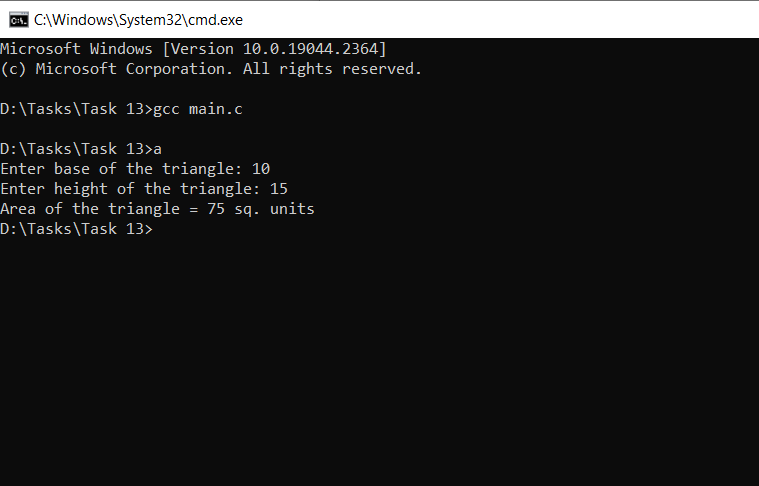 C:\Windows\System32\cmd.exe
Microsoft Windows [Version 10.0.19044.2364]
(c) Microsoft Corporation. All rights reserved.
D:\Tasks\Task 13>gcc main.c
D:\Tasks\Task 13>a
Enter base of the triangle: 10
Enter height of the triangle: 15
Area of the triangle = 75 sq. units
D:\Tasks\Task 13>